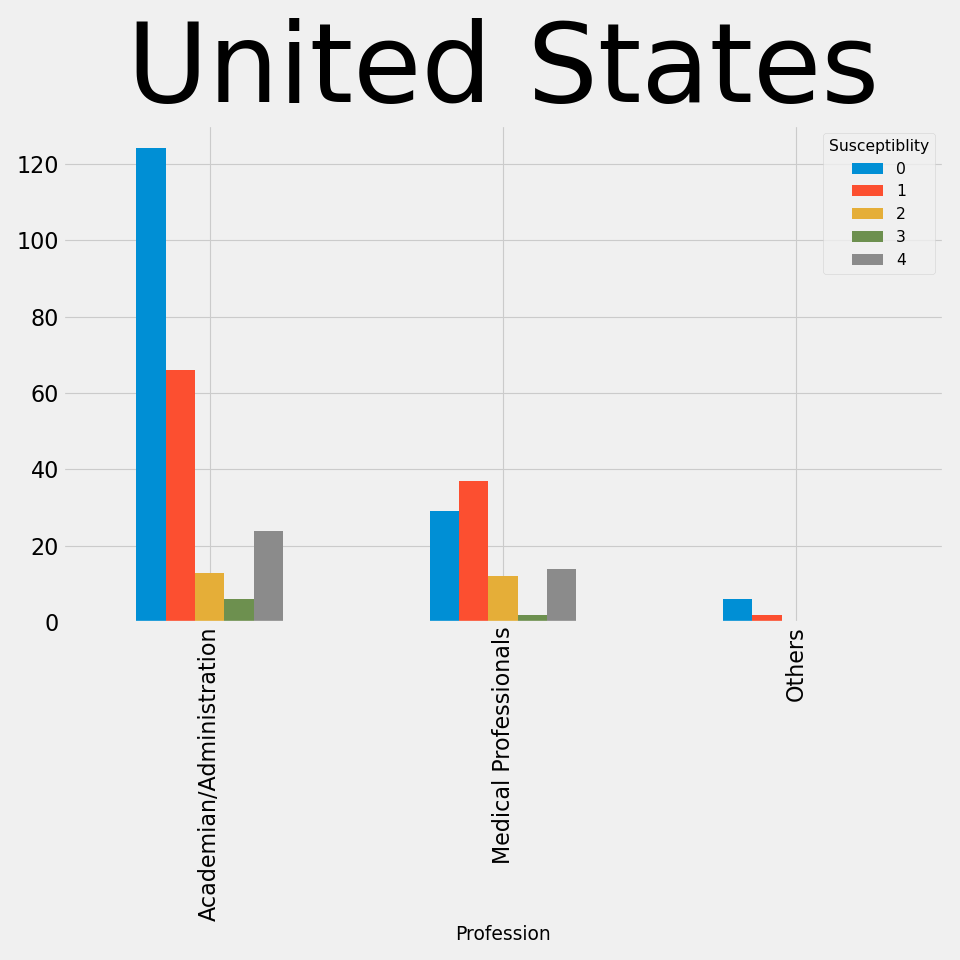 United States
Susceptiblity
0
1
2
3
4
120
100
80
60
40
20
0
Academian/Administration
Medical Professionals
Others
Profession